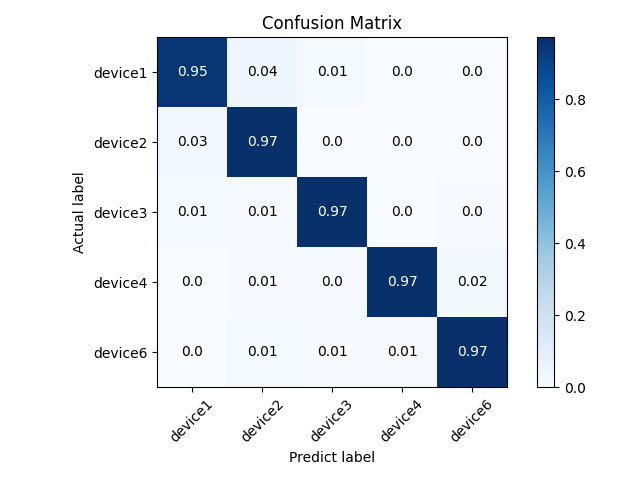 Confusion Matrix
Actual label
device1 0.95 0.04 0.01 0.0 0.0
device2 0.03 0.97 0.0 0.0 0.0
device3 0.01 0.01 0.97 0.0 0.0
device4 0.0 0.01 0.0 0.97 0.02
device6 0.0 0.01 0.01 0.01 0.97
device1 device2 device3 device4 device6
Predict label
0.8
0.6
0.4
0.2
0.0